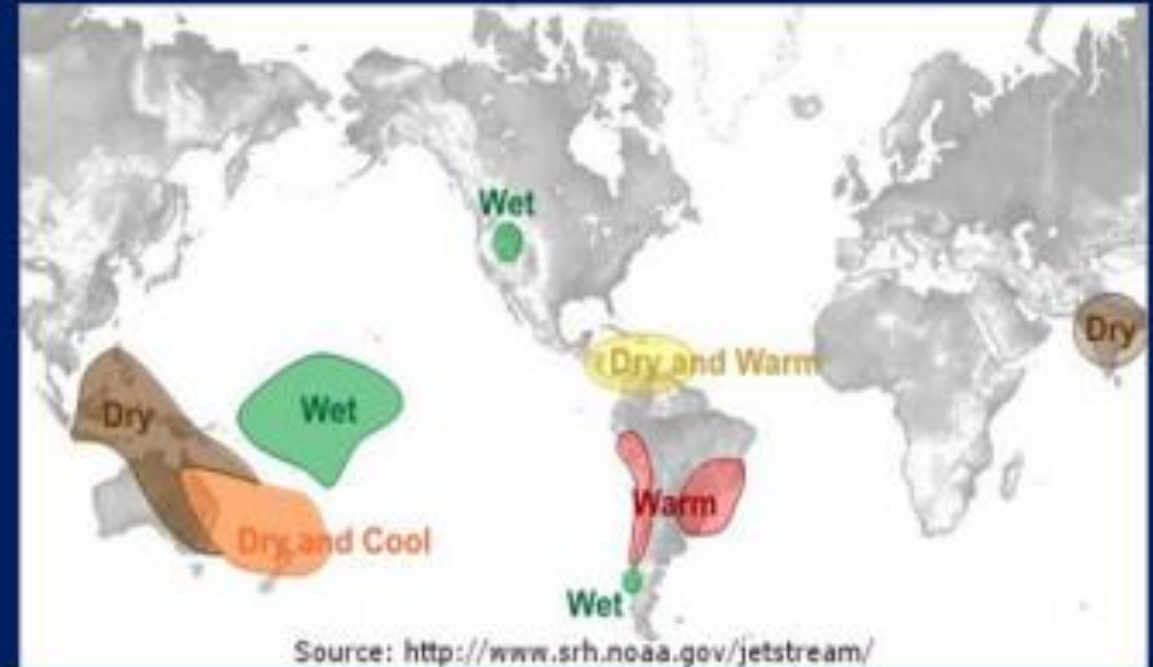 Wet
Dry
Dry and Warm
Dry
Wet
Warm
Dry and Cool
Wet
Source: http://www.srh.noaa.gov/jetstream/